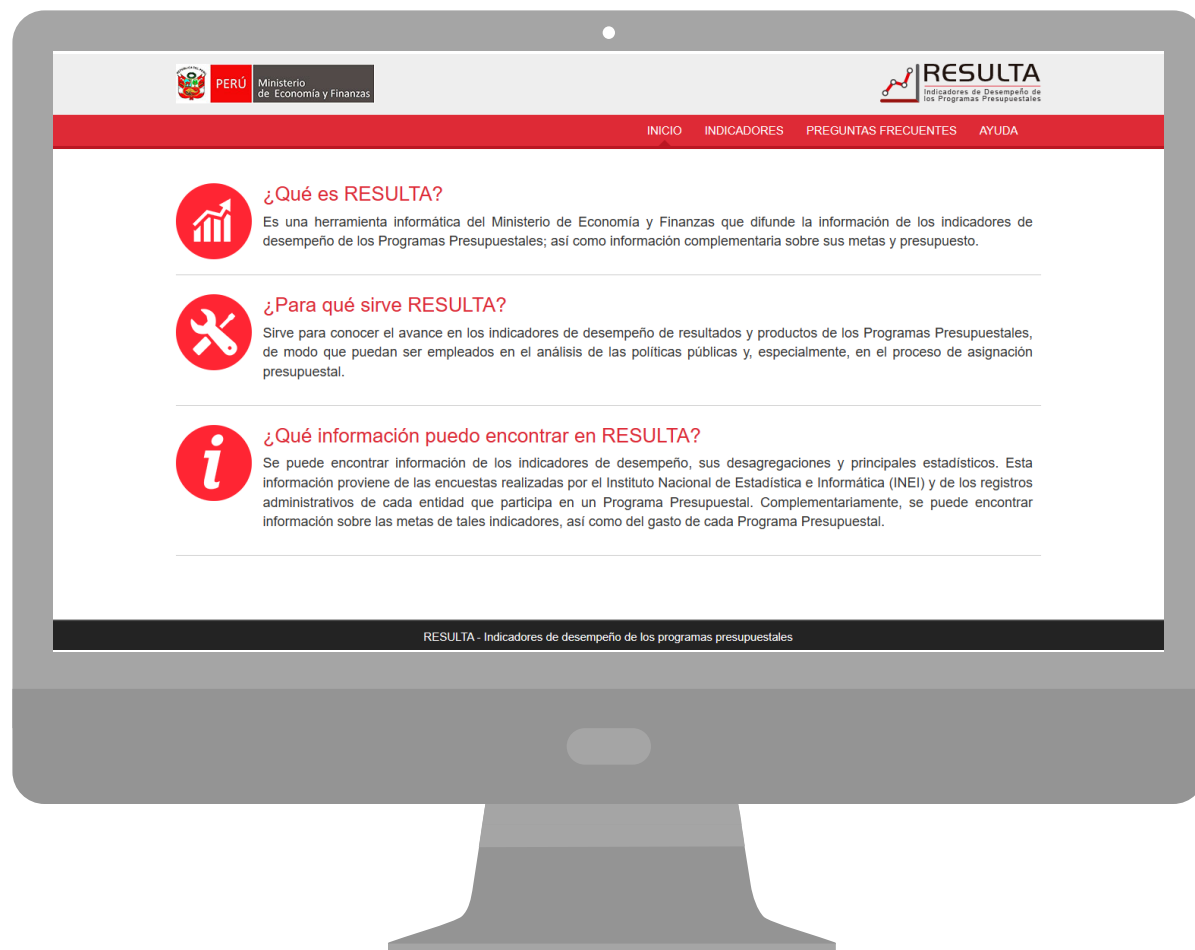 PERÚ
Ministerio
de Economía y Finanzas
RESULTA
Indicadores de Desempeño de
los Programas Presupuestales
INICIO INDICADORES PREGUNTAS FRECUENTES AYUDA
¿Qué es RESULTA?
Es una herramienta informática del Ministerio de Economía y Finanzas que difunde la información de los indicadores de
desempeño de los Programas Presupuestales; así como información complementaria sobre sus metas y presupuesto.
¿Para qué sirve RESULTA?
Sirve para conocer el avance en los indicadores de desempeño de resultados y productos de los Programas Presupuestales,
de modo que puedan ser empleados en el análisis de las políticas públicas y, especialmente, en el proceso de asignación
presupuestal.
¿Qué información puedo encontrar en RESULTA?
Se puede encontrar información de los indicadores de desempeño, sus desagregaciones y principales estadísticos. Esta
información proviene de las encuestas realizadas por el Instituto Nacional de Estadística e Informática (INEI) y de los registros
administrativos de cada entidad que participa en un Programa Presupuestal. Complementariamente, se puede encontrar
información sobre las metas de tales indicadores, así como del gasto de cada Programa Presupuestal.
RESULTA - Indicadores de desempeño de los programas presupuestales